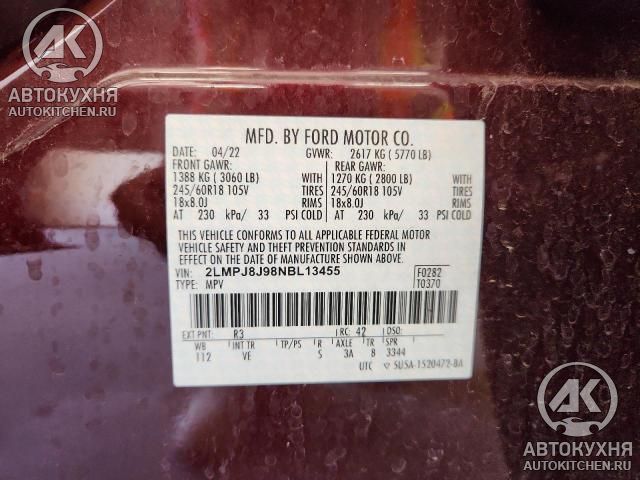 АК
АВТОКУХНЯ
AUTOKITCHEN.RU
MFD. BY FORD MOTOR CO.
DATE: 04/22 GVWR: 2617 KG ( 5770 LB)
FRONT GAWR: REAR GAWR:
1388 KG ( 3060 LB) 1270 KG ( 2800 LB)
245/60R18 105V TIRES 245/60R18 105V TIRES
18x8.0J RIMS 18x8.0J RIMS
AT 230 kPa/ 33 PSI COLD AT 230 kPa/ 33 PSI COLD
THIS VEHICLE CONFORMS TO ALL APPLICABLE FEDERAL MOTOR
VEHICLE SAFETY AND THEFT PREVENTION STANDARDS IN
EFFECT ON THE DATE OF MANUFACTURE SHOWN ABOVE.
VIN: 2LMPJ8J98NBL13455 F0282
TYPE: MPV T0370
EXT PNT: R3 RC: 42 DSO:
WB INT TR TP/PS R AXLE TR SPR
112 VE S 3A 8 3344
UTC ▽ 5U5A-1520472-BA
АК
АВТОКУХНЯ
AUTOKITCHEN.RU